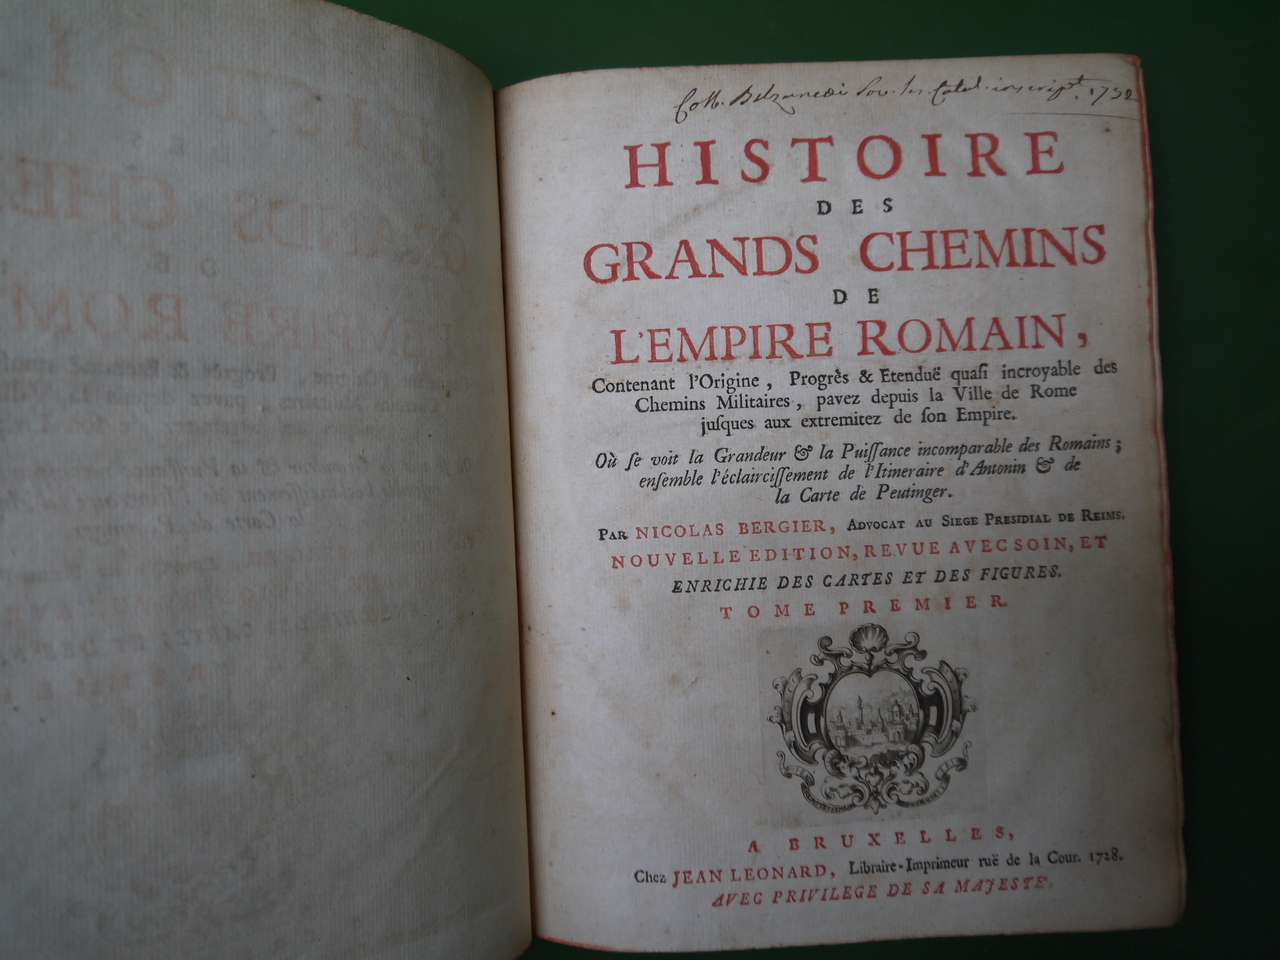 Coll. inscript. 1732
HISTOIRE
DES
GRANDS CHEMINS
DE
L'EMPIRE ROMAIN,
Contenant l'Origine, Progrès & Etenduë quaſi incroyable des
Chemins Militaires, pavez depuis la Ville de Rome
juſques aux extremitez de ſon Empire.
Où ſe voit la Grandeur & la Puiſſance incomparable des Romains;
enſemble l'éclairciſſement de l'Itineraire d'Antonin & de
la Carte de Peutinger.
PAR NICOLAS BERGIER, ADVOCAT AU SIEGE PRESIDIAL DE REIMS.
NOUVELLE EDITION, REVUE AVEC SOIN, ET
ENRICHIE DES CARTES ET DES FIGURES.
TOME PREMIER.
A BRUXELLES,
Chez JEAN LEONARD, Libraire-Imprimeur ruë de la Cour. 1728.
AVEC PRIVILEGE DE SA MAJESTE'.